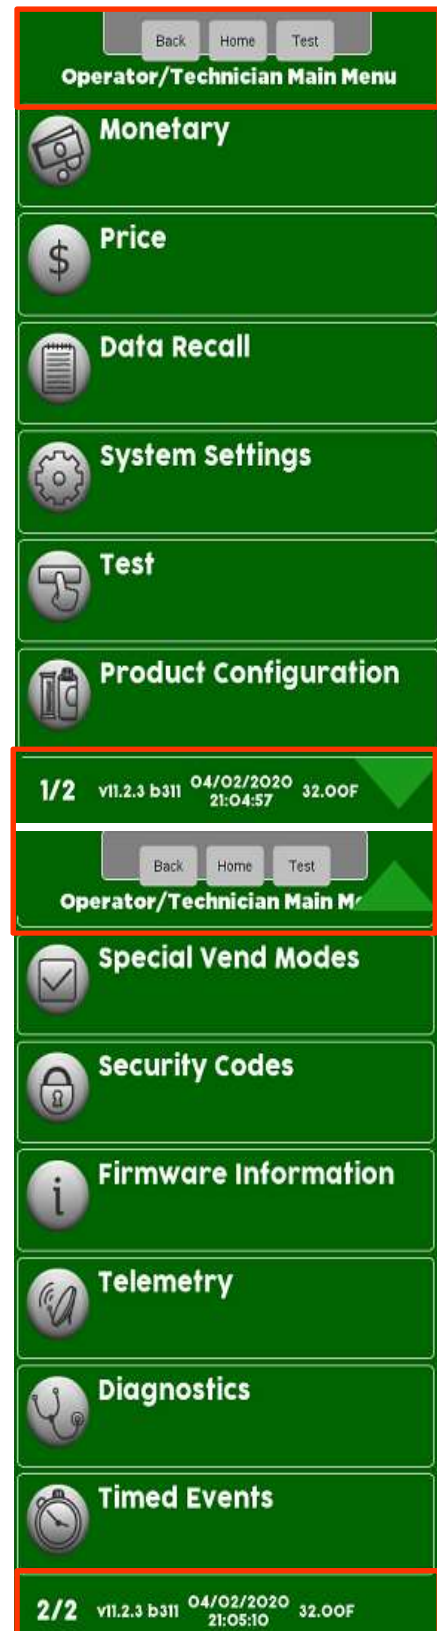 Back Home Test
Operator/Technician Main Menu
Monetary
Price
Data Recall
System Settings
Test
Product Configuration
1/2 v11.2.3 b311 04/02/2020 21:04:57 32.00F
Back Home Test
Operator/Technician Main M
Special Vend Modes
Security Codes
Firmware Information
Telemetry
Diagnostics
Timed Events
2/2 v11.2.3 b311 04/02/2020 21:05:10 32.00F